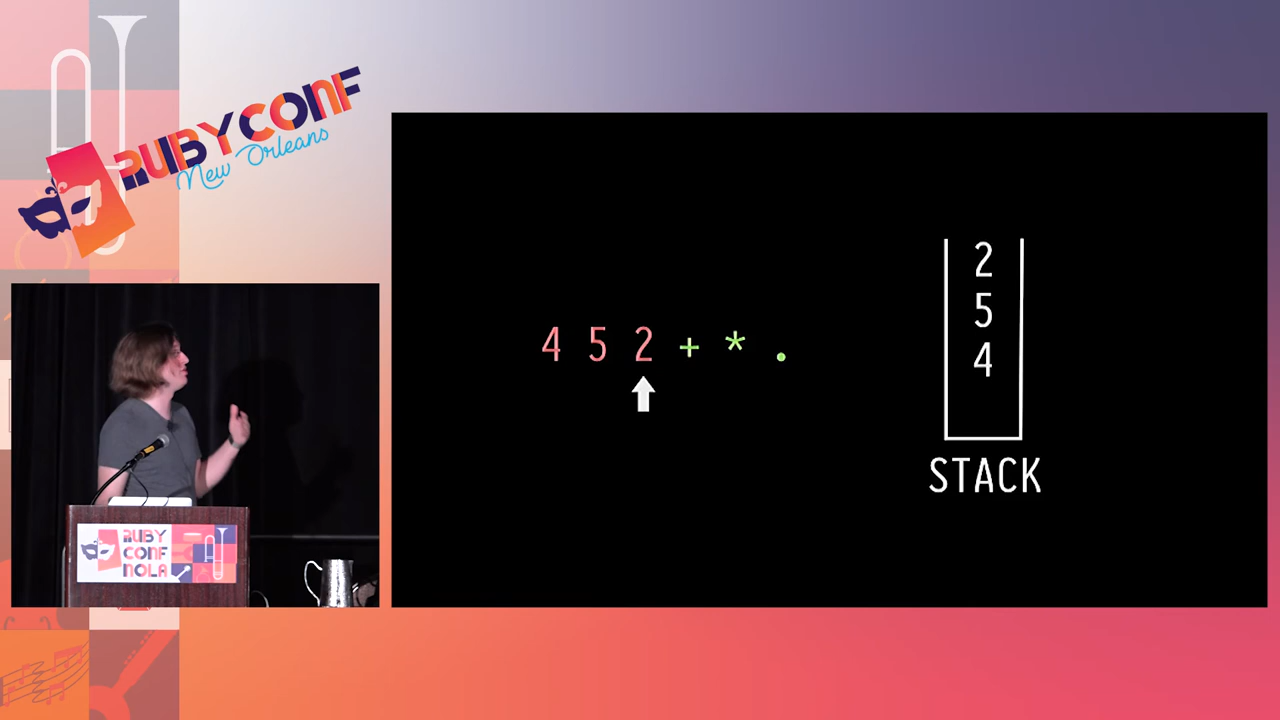 RUBYCONF
New Orleans
4 5 2 + * .
2
5
4
STACK
RUBY
CONF
NOLA